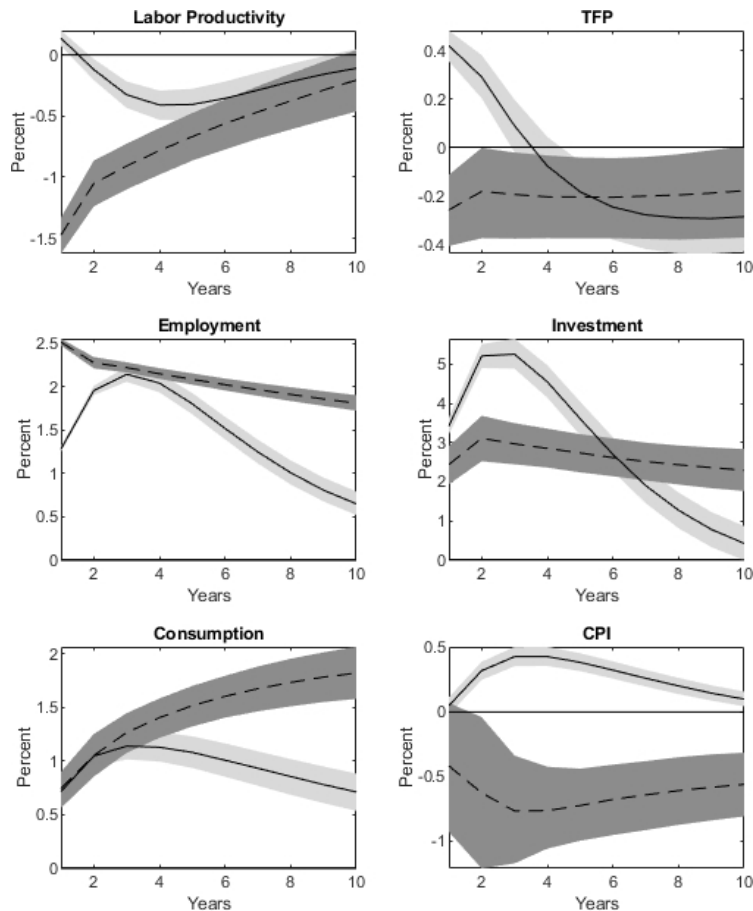 Labor Productivity
Percent
0
-0.5
-1
-1.5
2 4 6 8 10
Years
TFP
Percent
0.4
0.2
0
-0.2
-0.4
2 4 6 8 10
Years
Employment
Percent
2.5
2
1.5
1
0.5
0
2 4 6 8 10
Years
Investment
Percent
5
4
3
2
1
0
2 4 6 8 10
Years
Consumption
Percent
2
1.5
1
0.5
0
2 4 6 8 10
Years
CPI
Percent
0.5
0
-0.5
-1
2 4 6 8 10
Years